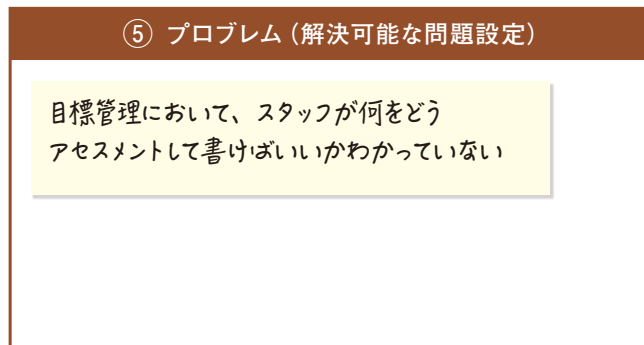 ⑤ プロブレム（解決可能な問題設定）
目標管理において、スタッフが何をどう
アセスメントして書けばいいかわかっていない